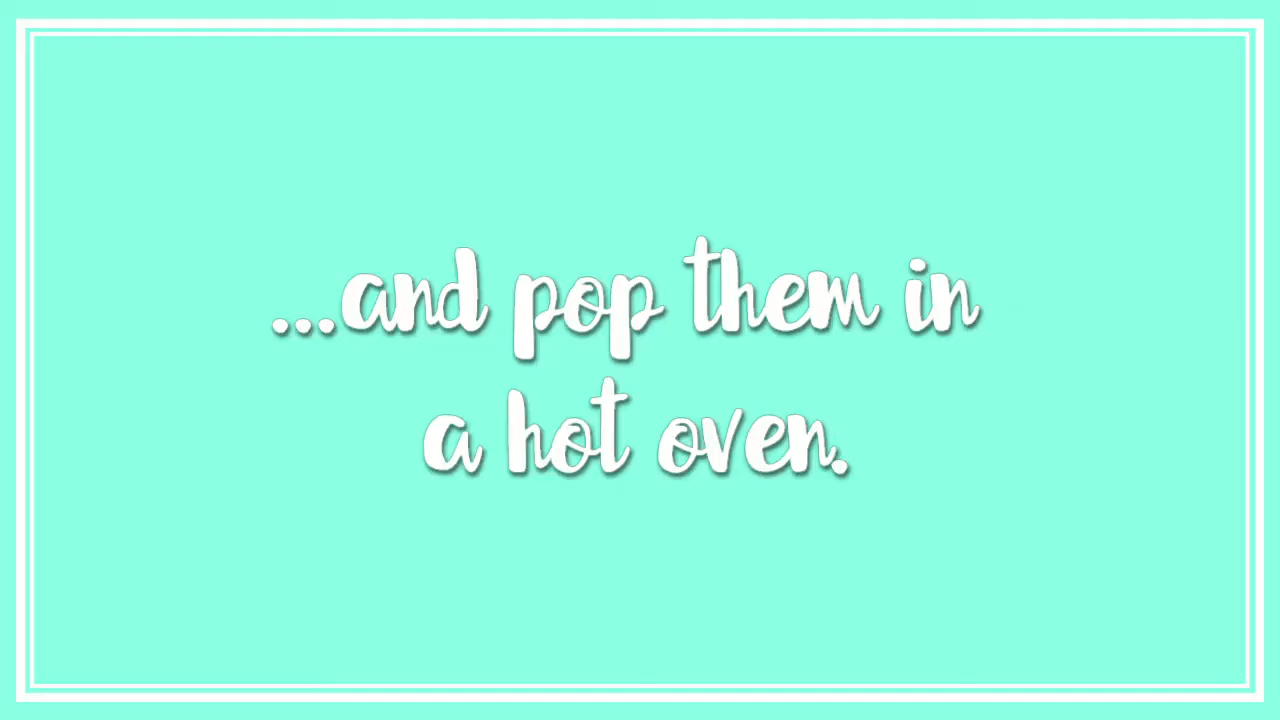 ...and pop them in
a hot oven.